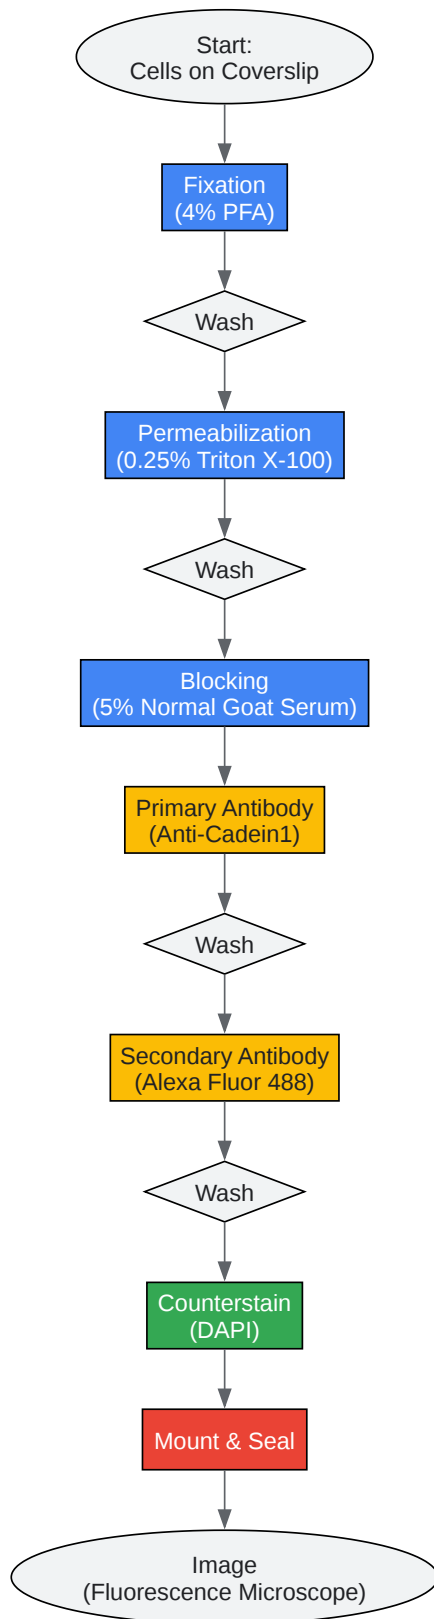 Start:
Cells on Coverslip
Fixation
(4% PFA)
Wash
Permeabilization
(0.25% Triton X-100)
Wash
Blocking
(5% Normal Goat Serum)
Primary Antibody
(Anti-Cadein1)
Wash
Secondary Antibody
(Alexa Fluor 488)
Wash
Counterstain
(DAPI)
Mount & Seal
Image
(Fluorescence Microscope)